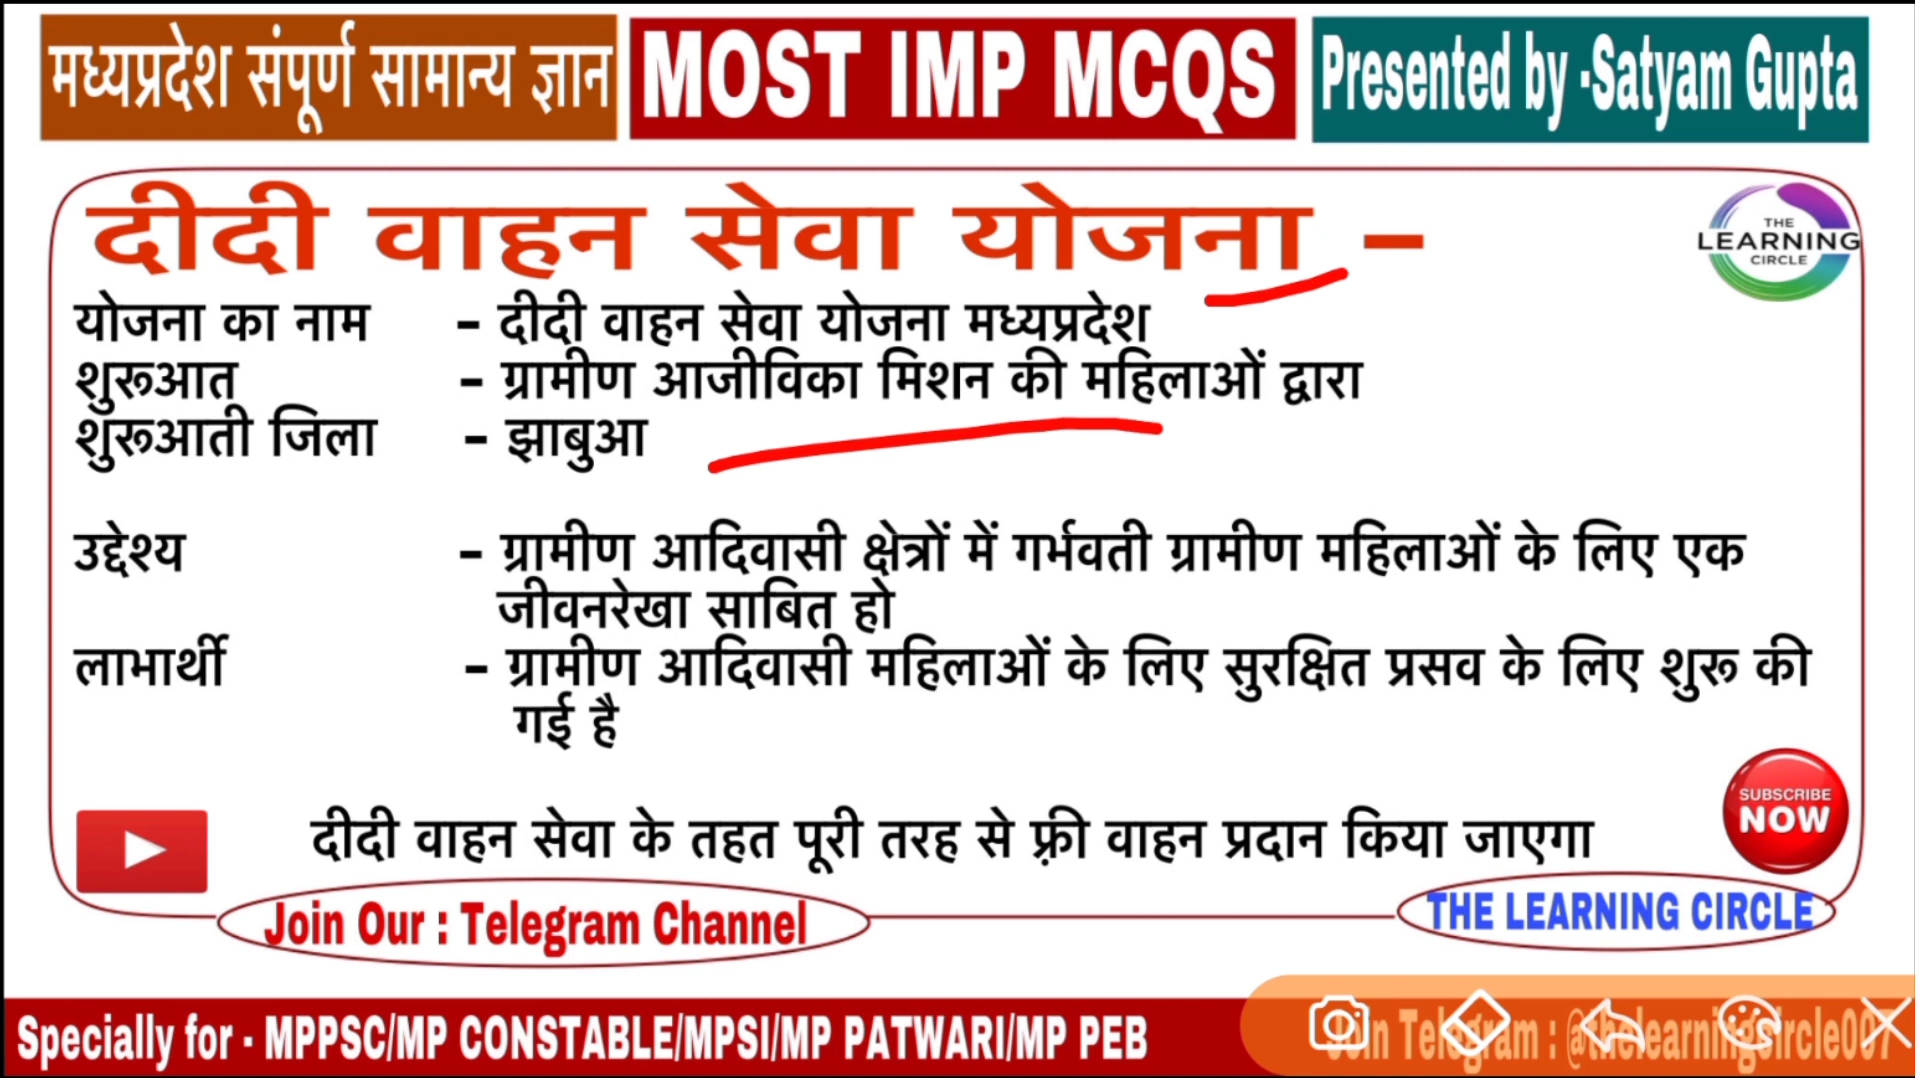 मध्यप्रदेश संपूर्ण सामान्य ज्ञान
MOST IMP MCQS
Presented by -Satyam Gupta
THE
LEARNING
CIRCLE
दीदी वाहन सेवा योजना –
योजना का नाम – दीदी वाहन सेवा योजना मध्यप्रदेश
शुरूआत – ग्रामीण आजीविका मिशन की महिलाओं द्वारा
शुरूआती जिला – झाबुआ
उद्देश्य – ग्रामीण आदिवासी क्षेत्रों में गर्भवती ग्रामीण महिलाओं के लिए एक
जीवनरेखा साबित हो
लाभार्थी – ग्रामीण आदिवासी महिलाओं के लिए सुरक्षित प्रसव के लिए शुरू की
गई है
SUBSCRIBE
NOW
दीदी वाहन सेवा के तहत पूरी तरह से फ़्री वाहन प्रदान किया जाएगा
Join Our : Telegram Channel
THE LEARNING CIRCLE
Specially for - MPPSC/MP CONSTABLE/MPSI/MP PATWARI/MP PEB
Join Telegram : @thelearningcircle007